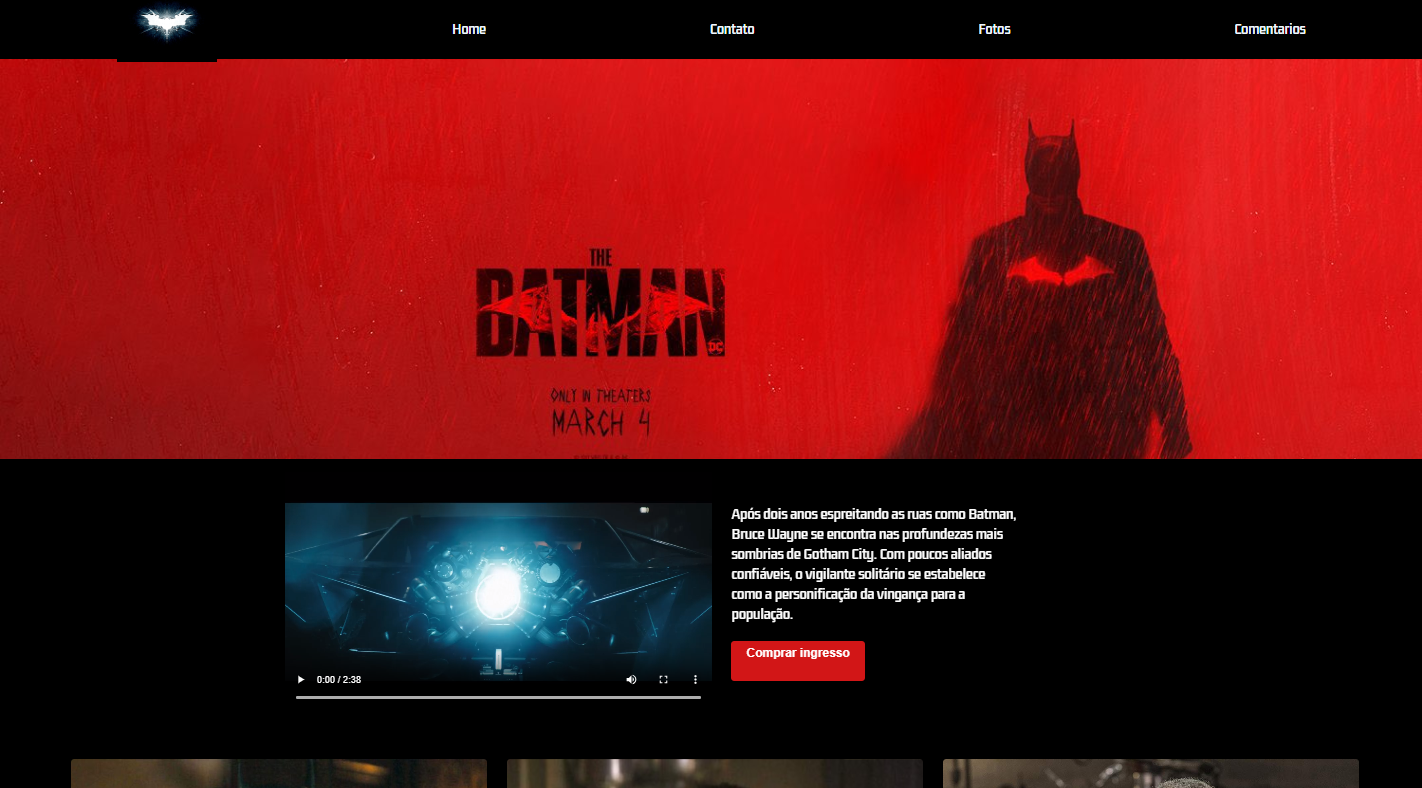 Home
Contato
Fotos
Comentarios
THE
BATMAN
DC
ONLY IN THEATERS
MARCH 4
Após dois anos espreitando as ruas como Batman,
Bruce Wayne se encontra nas profundezas mais
sombrias de Gotham City. Com poucos aliados
confiáveis, o vigilante solitário se estabelece
como a personificação da vingança para a
população.
Comprar ingresso
0:00 / 2:38